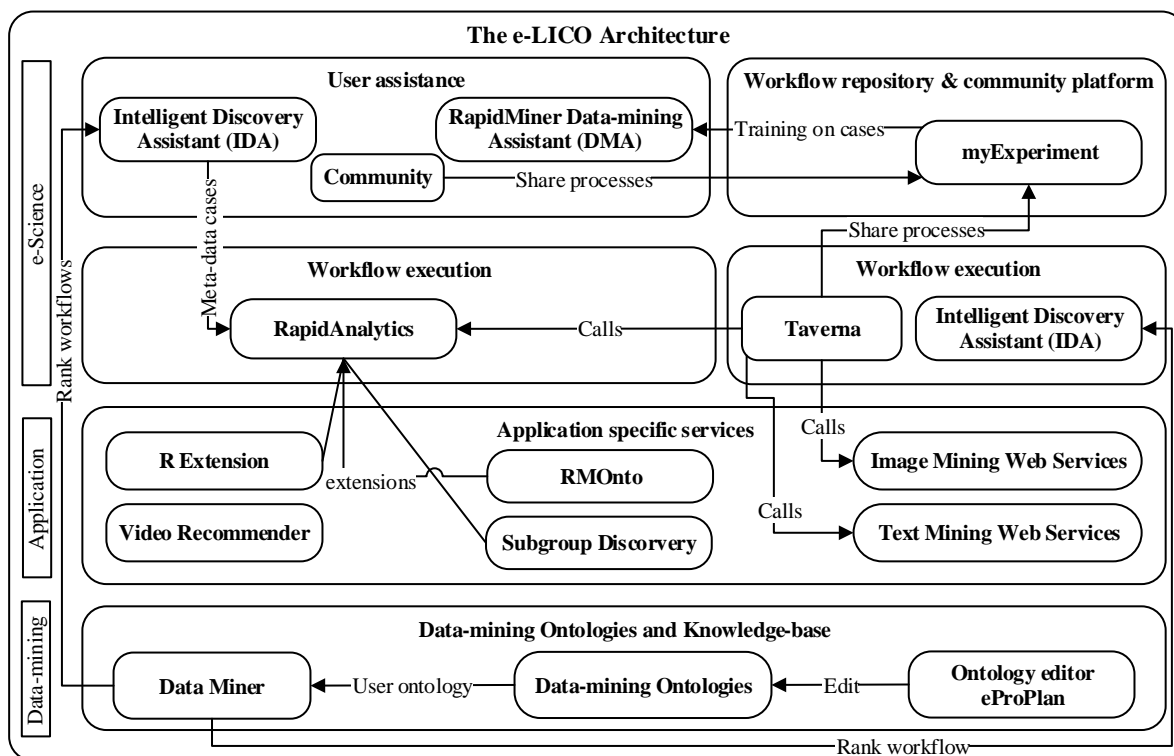 The e-LICO Architecture
e-Science
User assistance
Intelligent Discovery
Assistant (IDA)
RapidMiner Data-mining
Assistant (DMA)
Community
Workflow repository & community platform
Training on cases
myExperiment
Share processes
Share processes
Meta-data cases
Rank workflows
Workflow execution
RapidAnalytics
Calls
Workflow execution
Taverna
Intelligent Discovery
Assistant (IDA)
Application
Application specific services
R Extension
extensions
RMOnto
Video Recommender
Subgroup Discorvery
Calls
Image Mining Web Services
Calls
Text Mining Web Services
Data-mining
Data-mining Ontologies and Knowledge-base
Data Miner
User ontology
Data-mining Ontologies
Edit
Ontology editor
eProPlan
Rank workflow